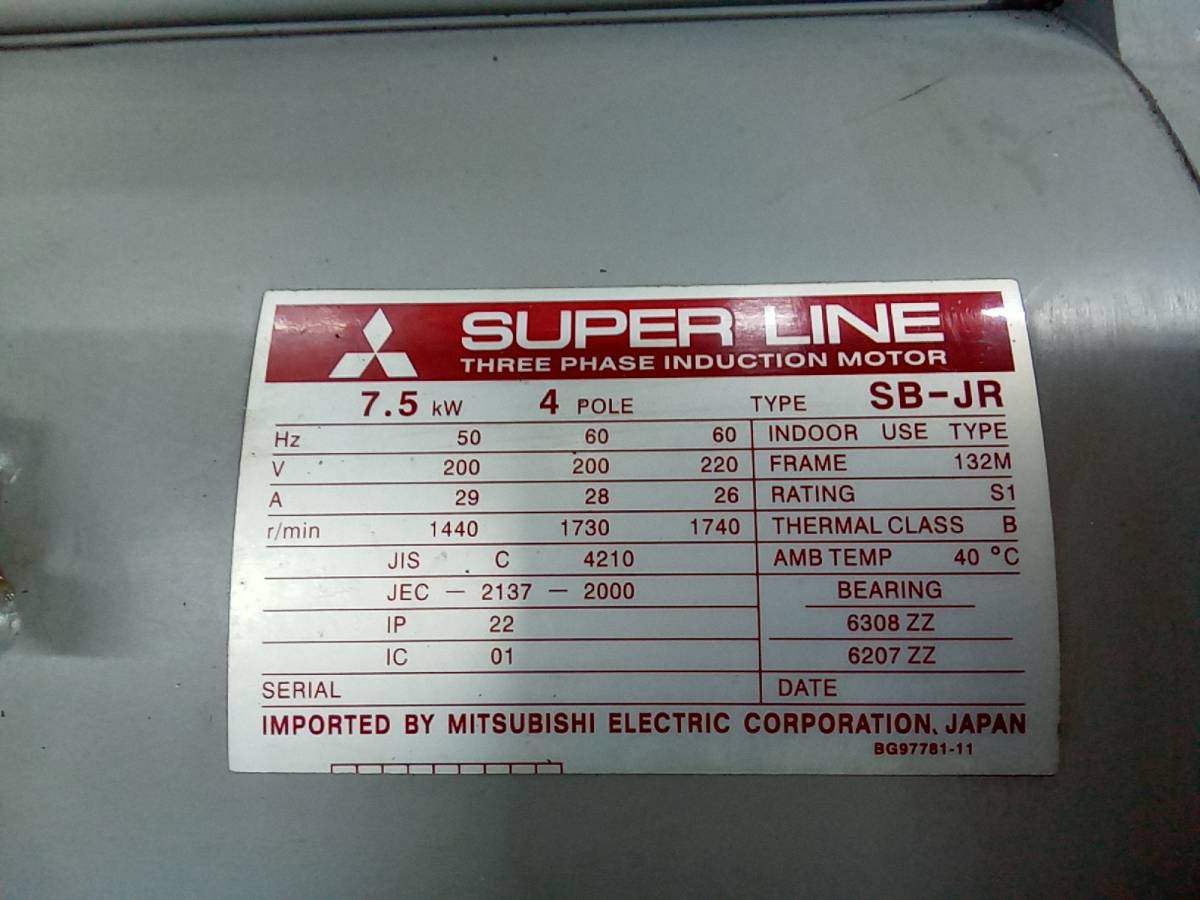 SUPER LINE
THREE PHASE INDUCTION MOTOR
7.5 kW 4 POLE TYPE SB-JR
Hz 50 60 60 INDOOR USE TYPE
V 200 200 220 FRAME 132M
A 29 28 26 RATING S1
r/min 1440 1730 1740 THERMAL CLASS B
JIS C 4210 AMB TEMP 40 °C
JEC — 2137 — 2000 BEARING
IP 22 6308 ZZ
IC 01 6207 ZZ
SERIAL DATE
IMPORTED BY MITSUBISHI ELECTRIC CORPORATION, JAPAN
BG97781-11